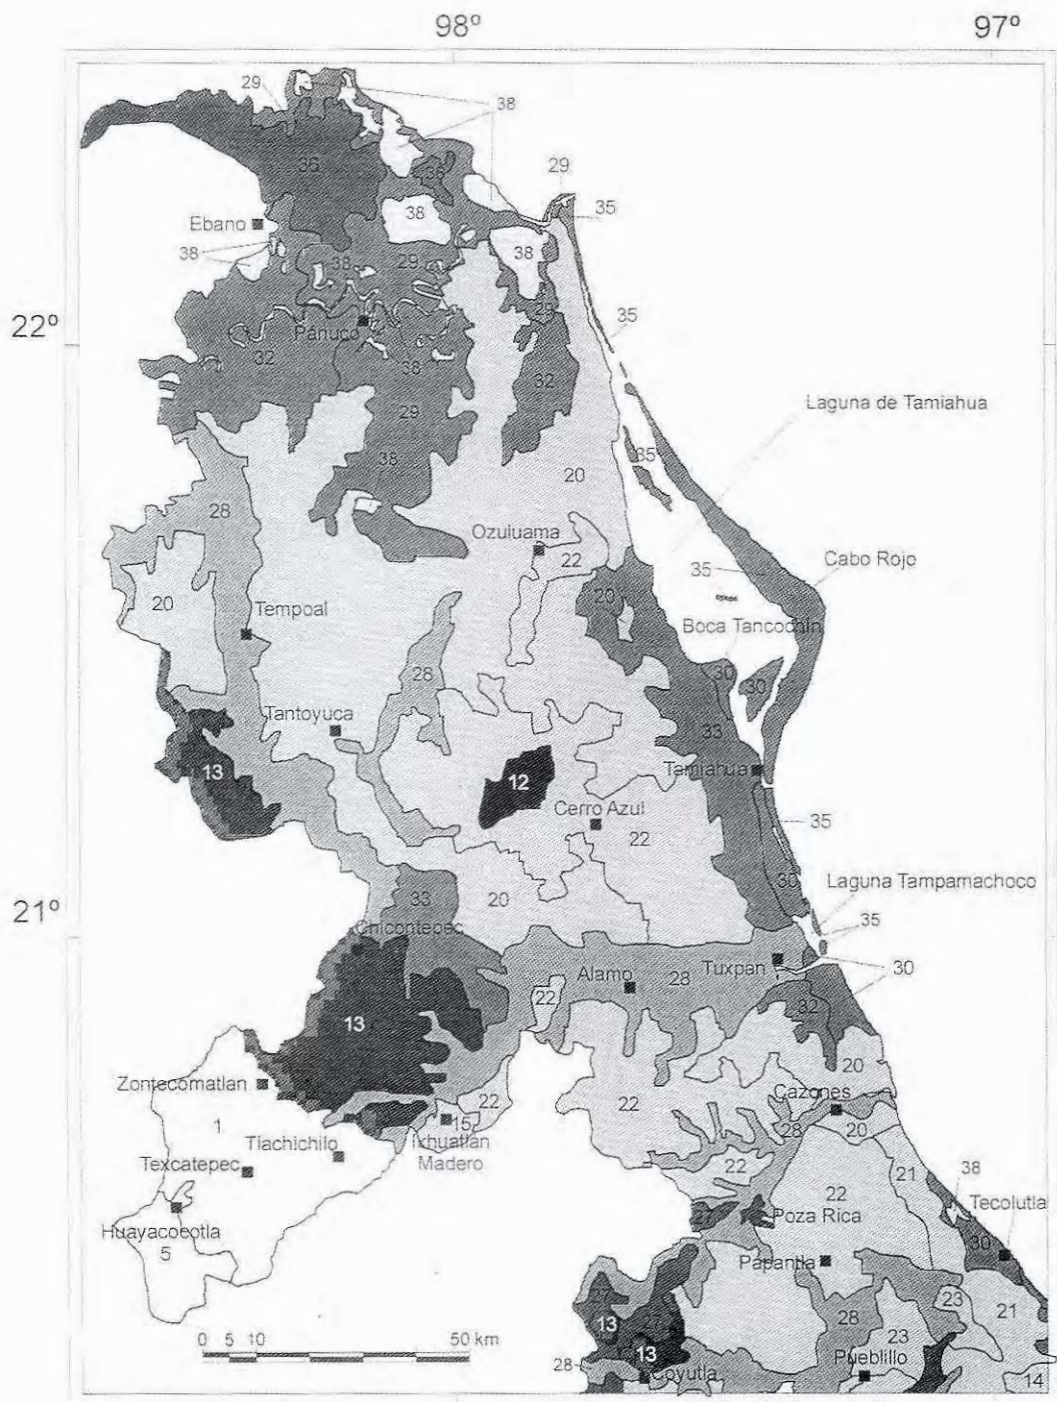 98º
97º
29
38
36
36
29
38
35
Ebano
38
38
38
29
29
35
22º
Pánuco
32
38
32
Laguna de Tamiahua
29
38
20
35
28
Ozuluama
22
Cabo Rojo
35
20
20
Tempoal
Boca Tancochin
28
30
30
Tantoyuca
33
13
12
Tamiahua
Cerro Azul
22
35
30
Laguna Tampamachoco
33
20
21º
35
Chicontepec
Alamo
28
Tuxpan
30
22
13
32
20
Zontecomatlan
22
22
Cazones
1
15
28
20
Tlachichilo
Ixhuatlan
Madero
Texcatepec
22
21
38
22
Tecolutla
Huayacocotla
27
Poza Rica
5
30
Papantla
27
23
21
13
27
28
23
0 5 10
50 km
13
28
Coyutla
Pueblillo
14